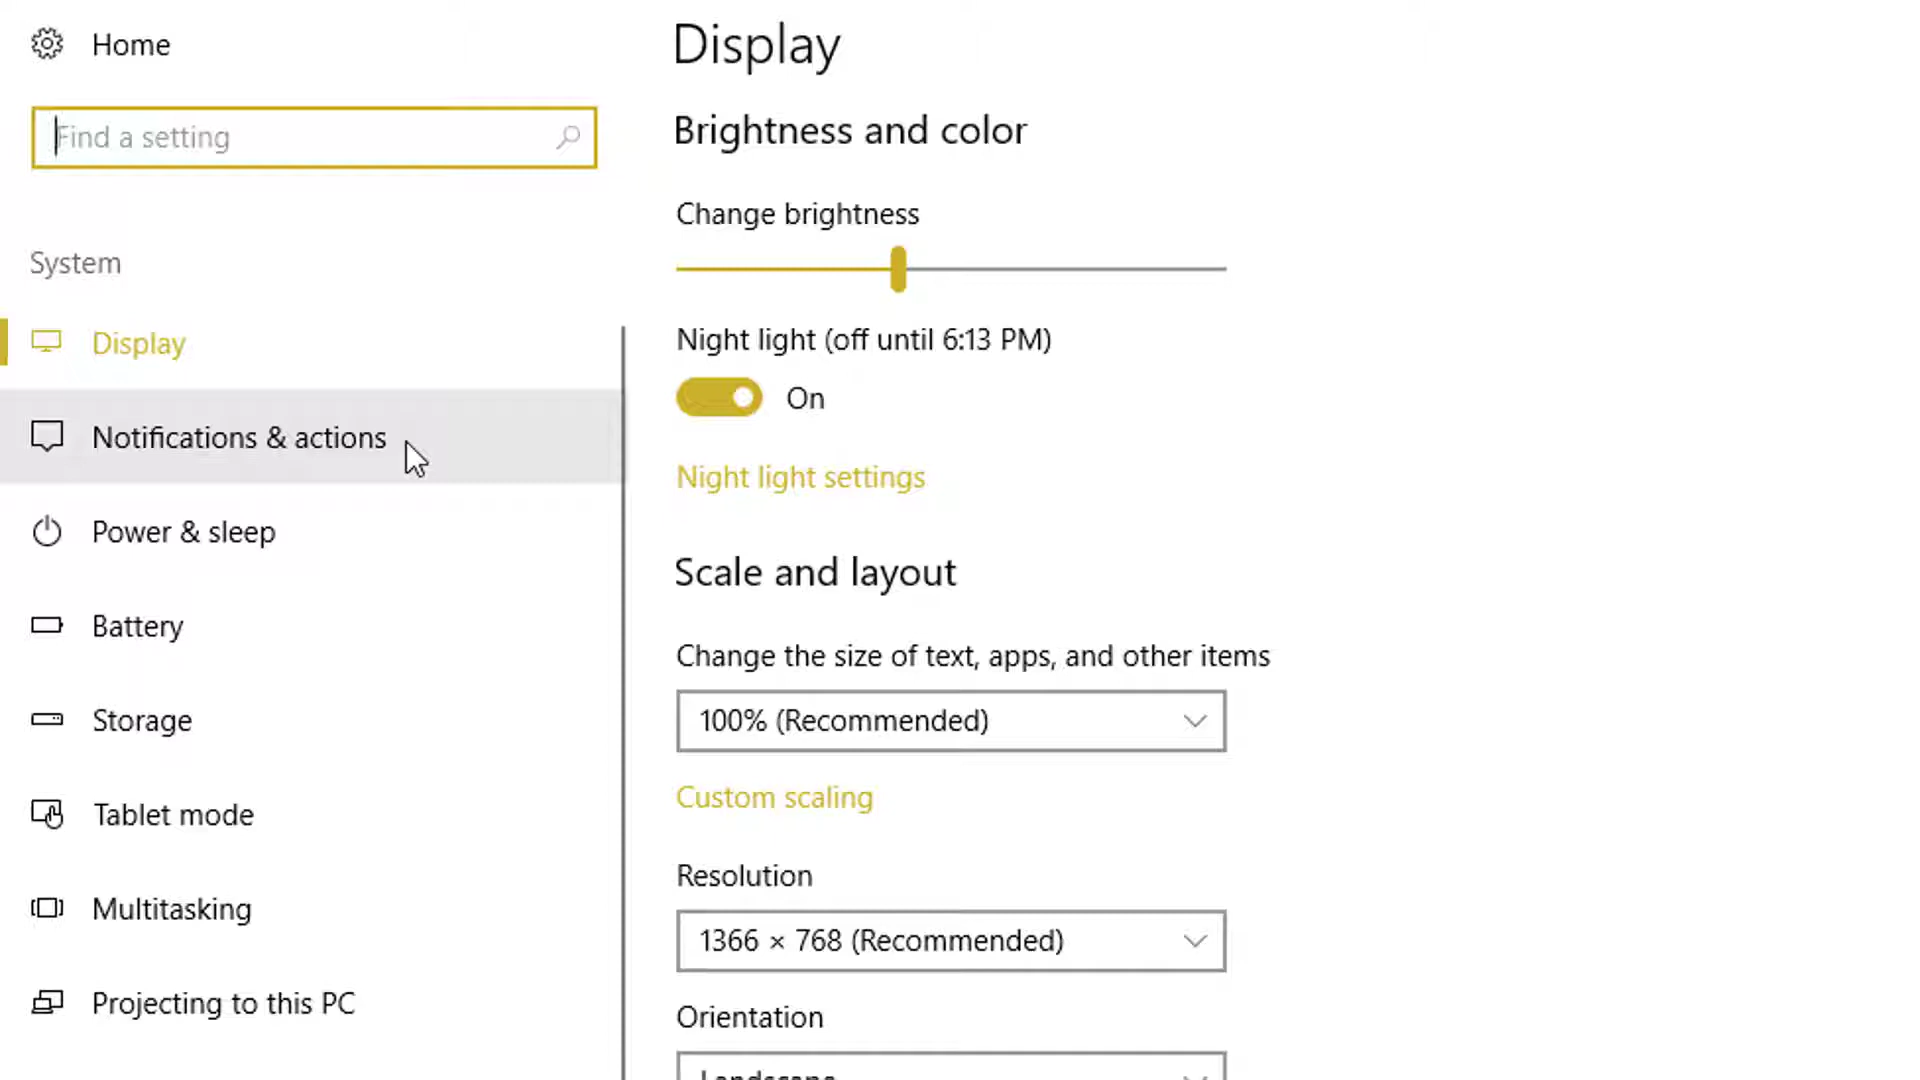 Home
Find a setting
System
Display
Notifications & actions
Power & sleep
Battery
Storage
Tablet mode
Multitasking
Projecting to this PC
Display
Brightness and color
Change brightness
Night light (off until 6:13 PM)
On
Night light settings
Scale and layout
Change the size of text, apps, and other items
100% (Recommended)
Custom scaling
Resolution
1366 × 768 (Recommended)
Orientation
Landscape